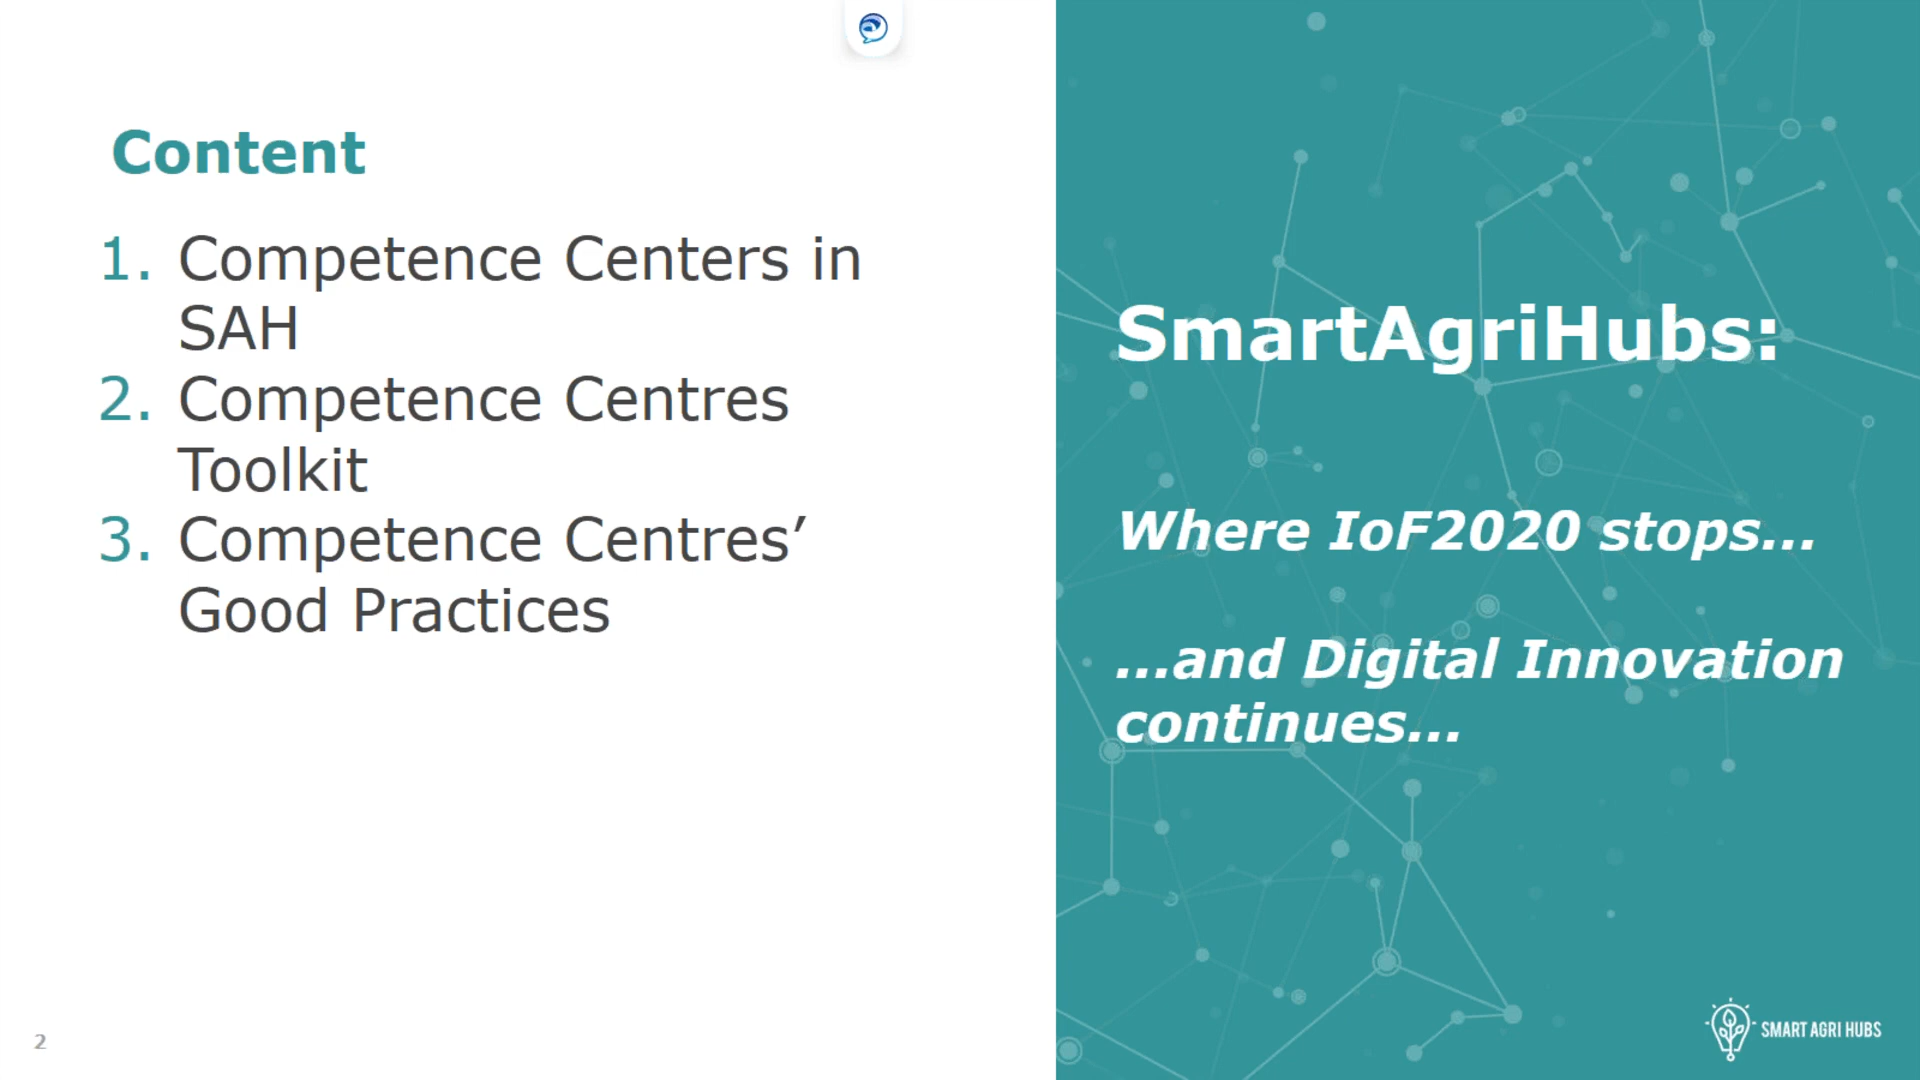 Content
1. Competence Centers in
SAH
2. Competence Centres
Toolkit
3. Competence Centres’
Good Practices
2
SmartAgriHubs:
Where IoF2020 stops...
...and Digital Innovation
continues...
SMART AGRI HUBS